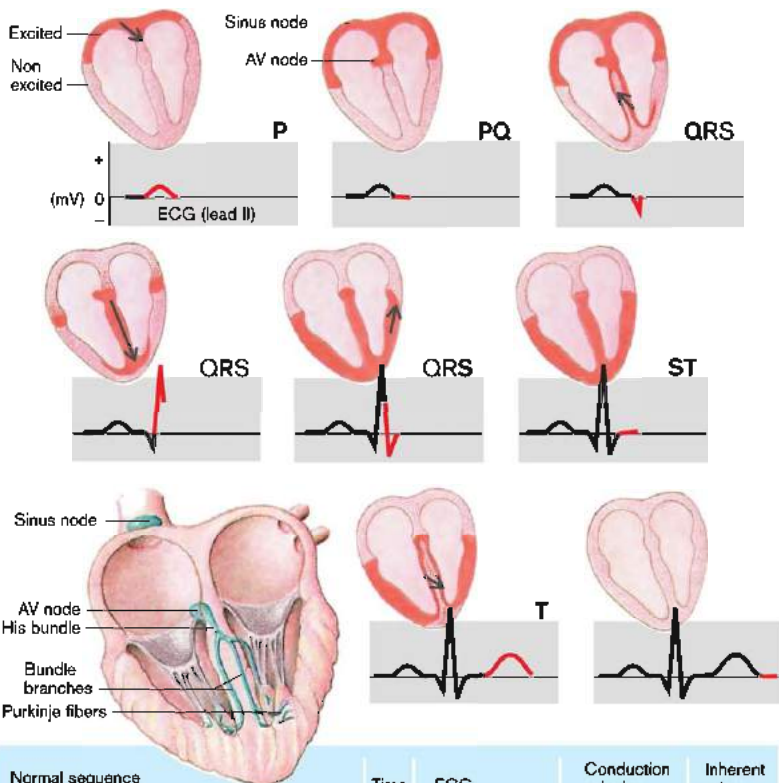 Excited
Non
excited
P
+
(mV) 0
–
ECG (lead II)
Sinus node
AV node
PQ
QRS
QRS
QRS
ST
Sinus node
AV node
His bundle
Bundle
branches
Purkinje fibers
T
Normal sequence
Time
ECG
Conduction
Inherent